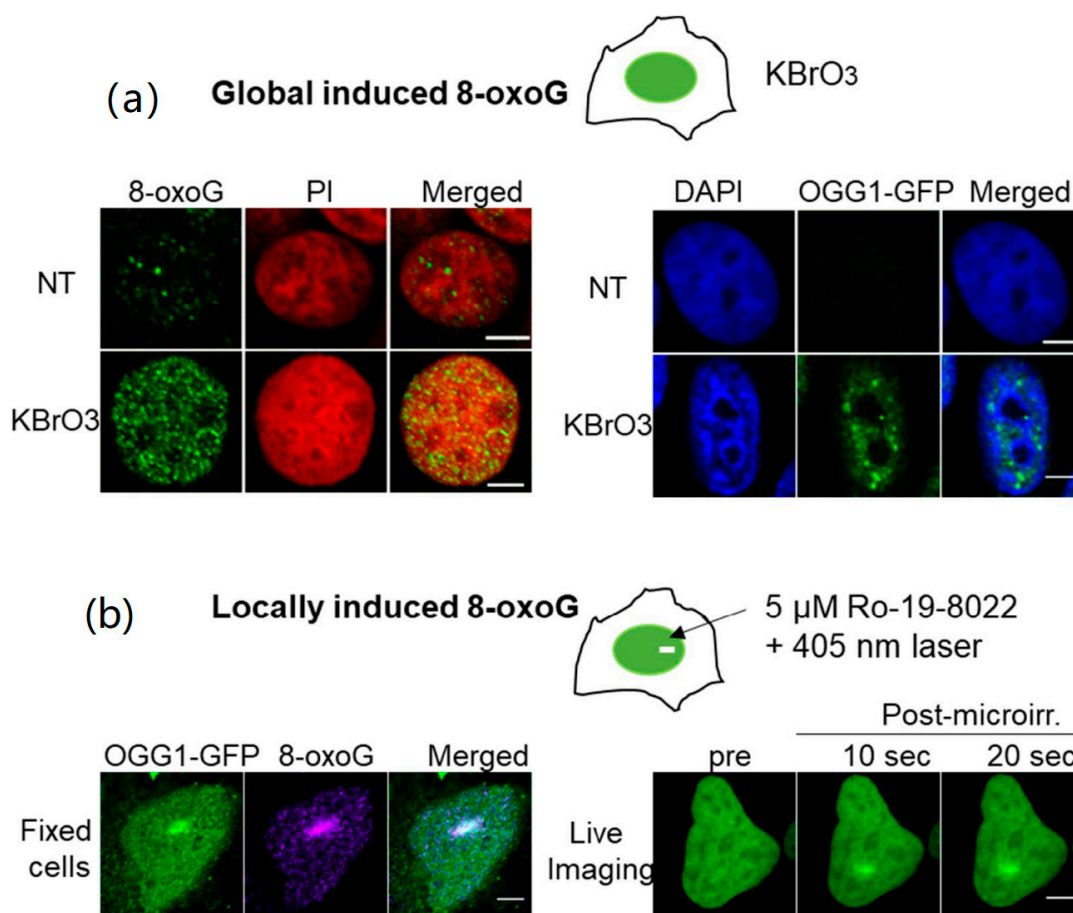 (a) Global induced 8-oxoG KBrO3
8-oxoG PI Merged
NT
KBrO3
DAPI OGG1-GFP Merged
NT
KBrO3
(b) Locally induced 8-oxoG
5 µM Ro-19-8022
+ 405 nm laser
OGG1-GFP 8-oxoG Merged
Fixed
cells
Post-microirr.
pre 10 sec 20 sec
Live
Imaging